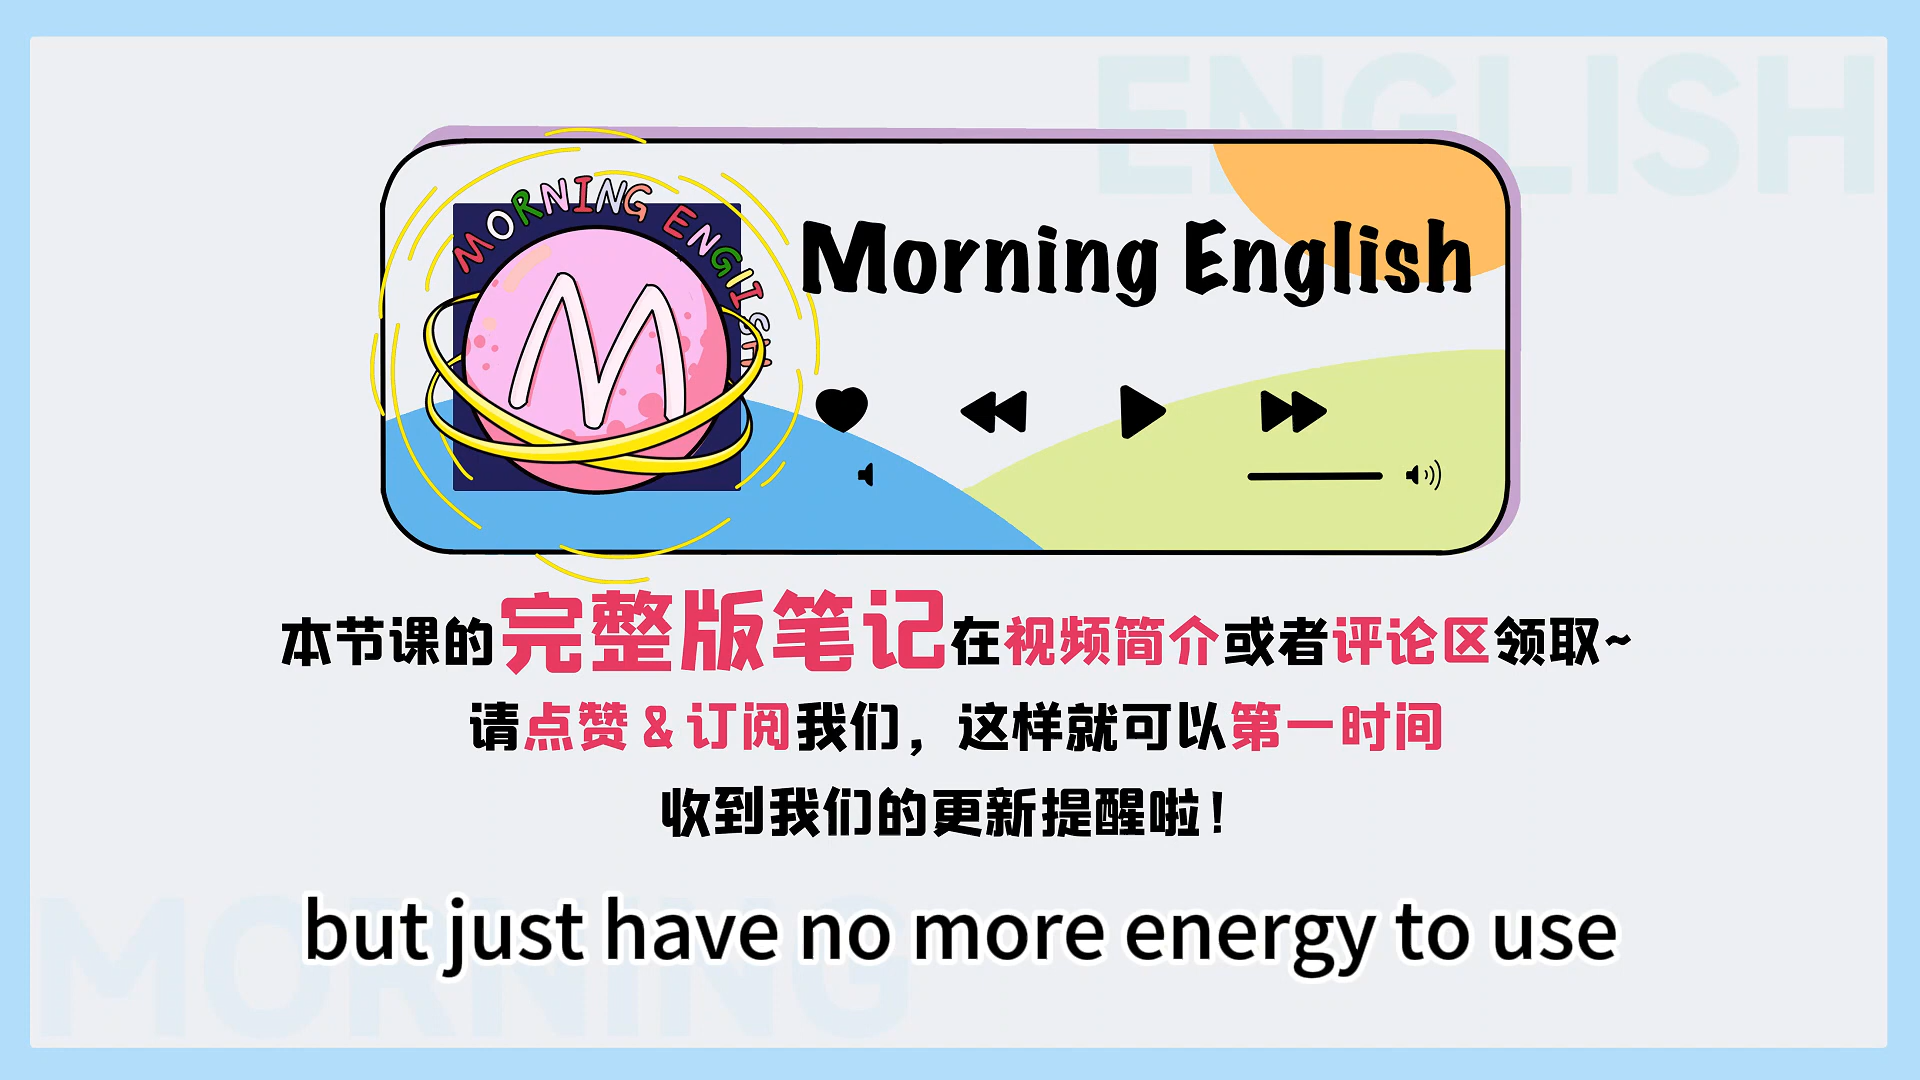 ENGLISH
MORNING ENGLISH
M
Morning English
本节课的完整版笔记在视频简介或者评论区领取~
请点赞&订阅我们，这样就可以第一时间
收到我们的更新提醒啦！
MORNING
but just have no more energy to use